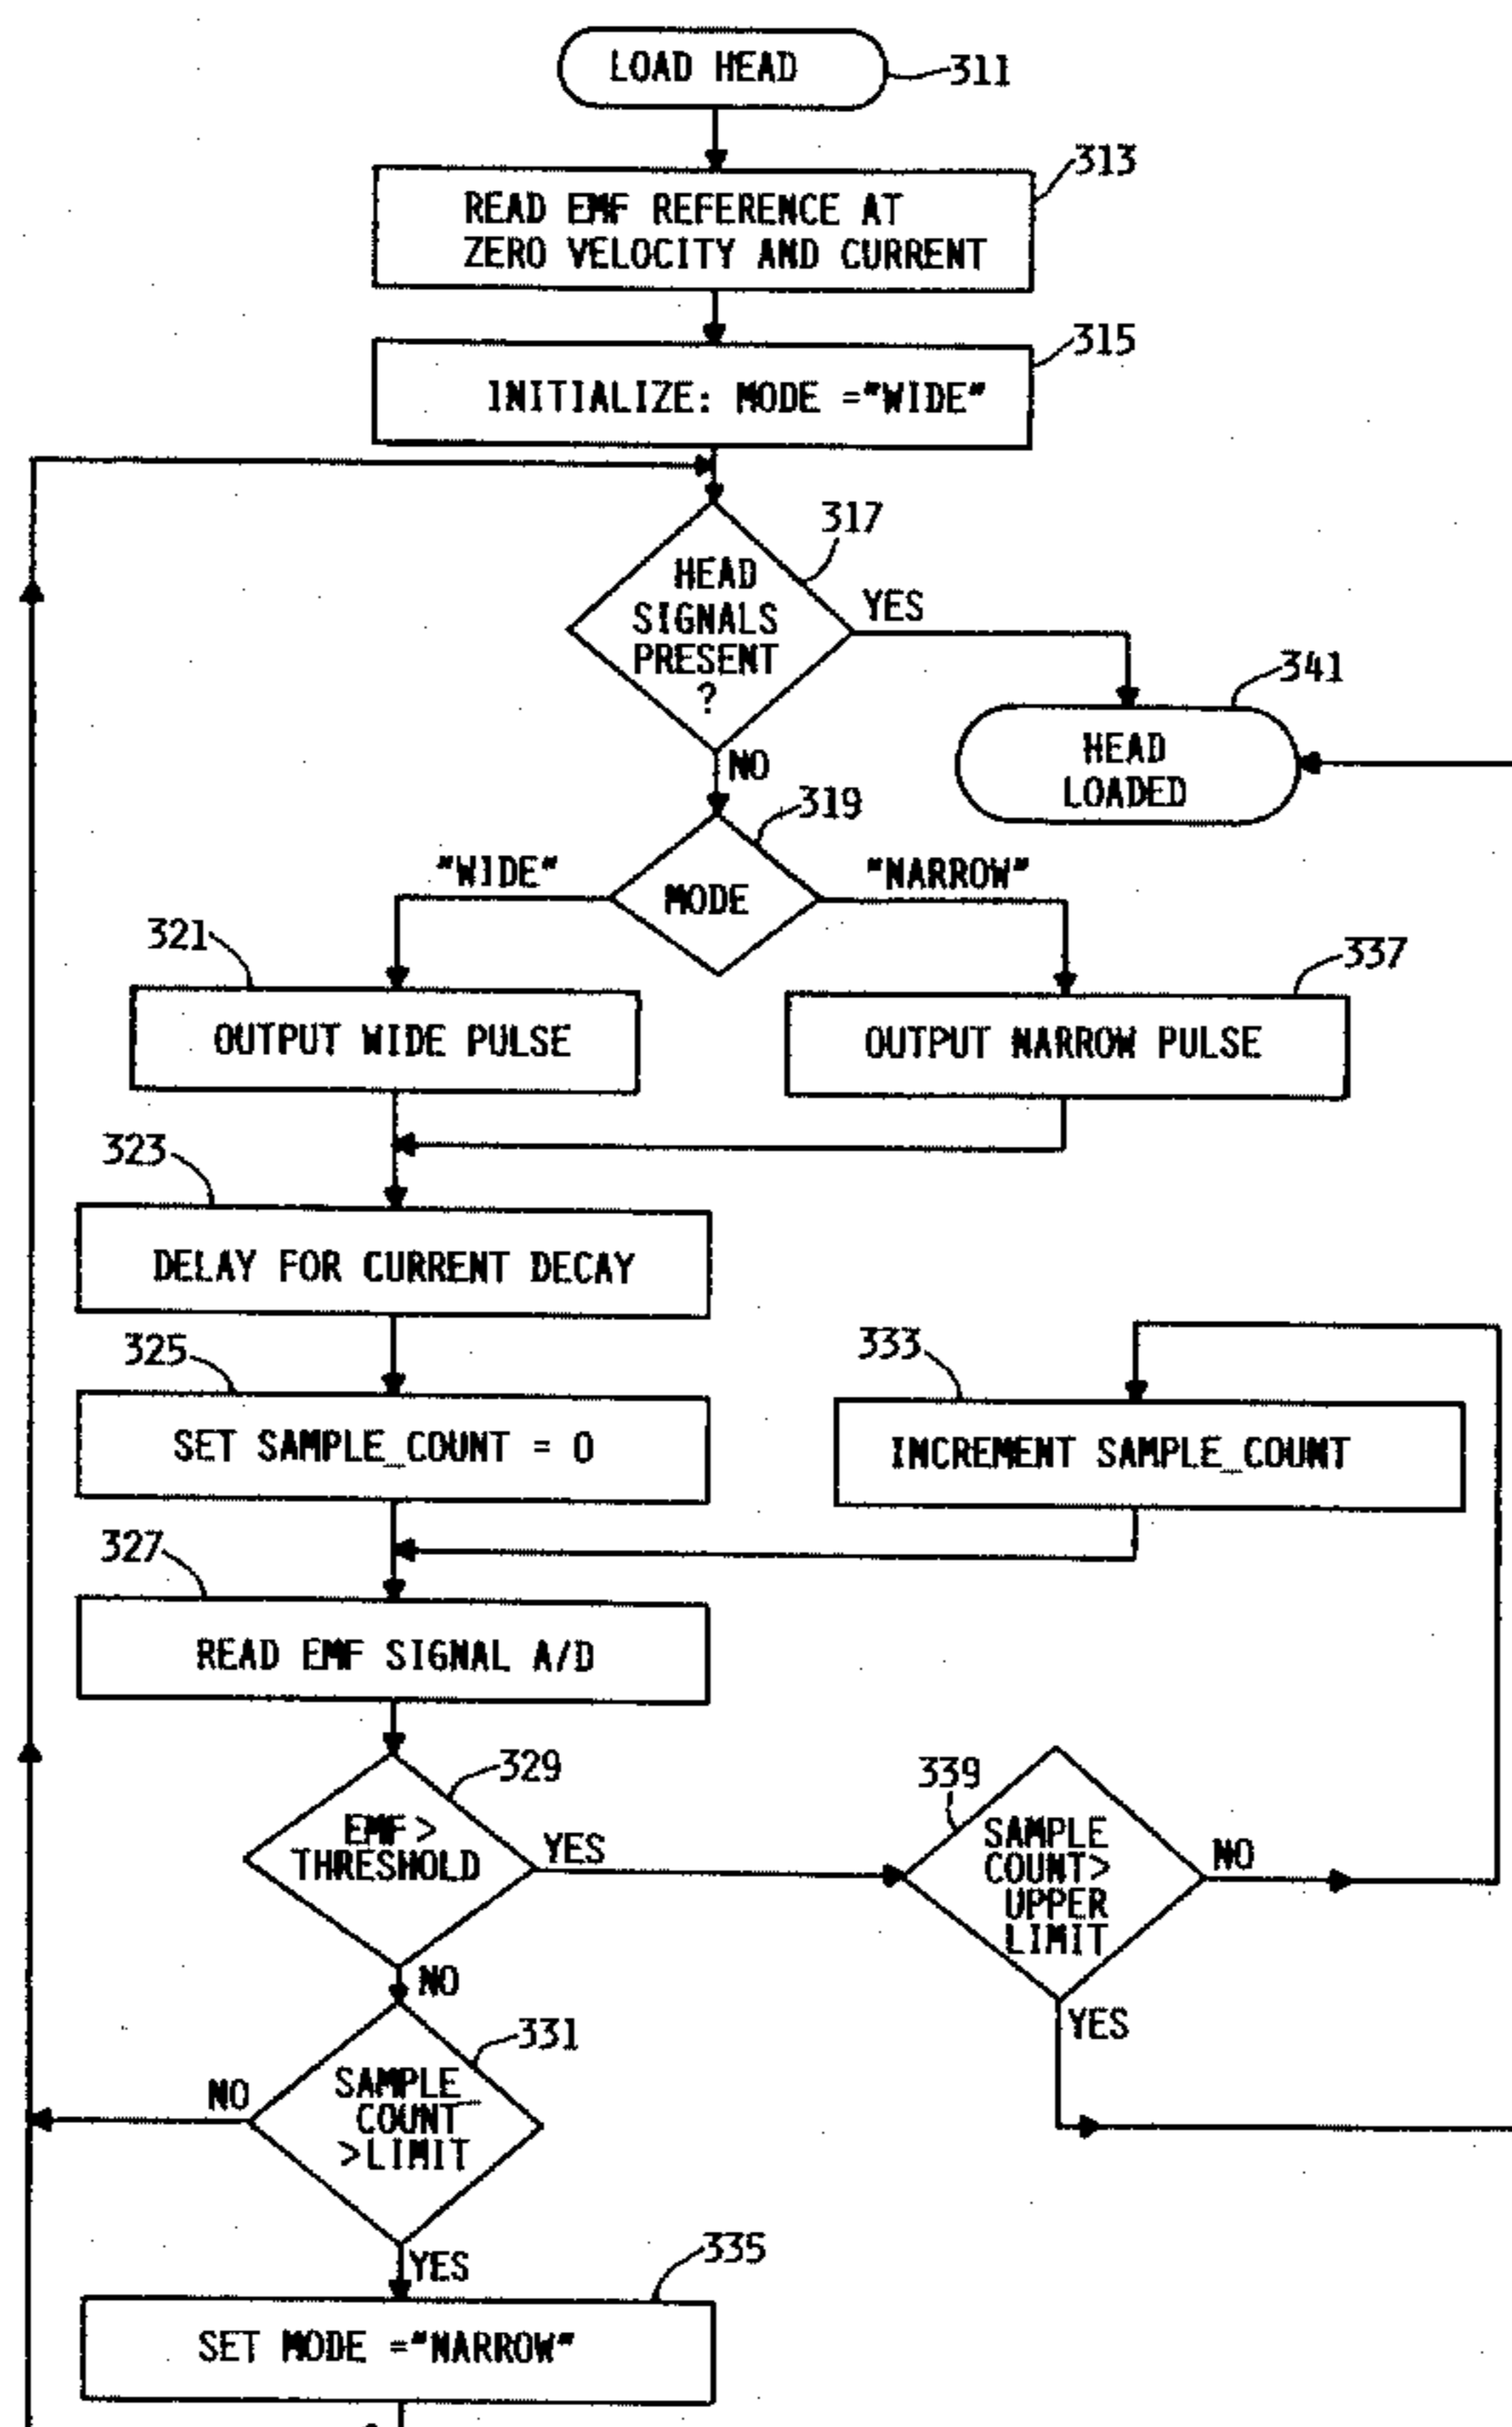 LOAD HEAD
311
313
READ EMF REFERENCE AT
ZERO VELOCITY AND CURRENT
315
INITIALIZE: MODE ="WIDE"
317
HEAD
SIGNALS
PRESENT
?
YES
341
HEAD
LOADED
NO
319
"WIDE"
MODE
"NARROW"
321
337
OUTPUT WIDE PULSE
OUTPUT NARROW PULSE
323
DELAY FOR CURRENT DECAY
325
333
SET SAMPLE_COUNT = 0
INCREMENT SAMPLE_COUNT
327
READ EMF SIGNAL A/D
329
339
EMF>
THRESHOLD
YES
SAMPLE
COUNT>
UPPER
LIMIT
NO
NO
YES
331
NO
SAMPLE_
COUNT
>LIMIT
YES
335
SET MODE ="NARROW"